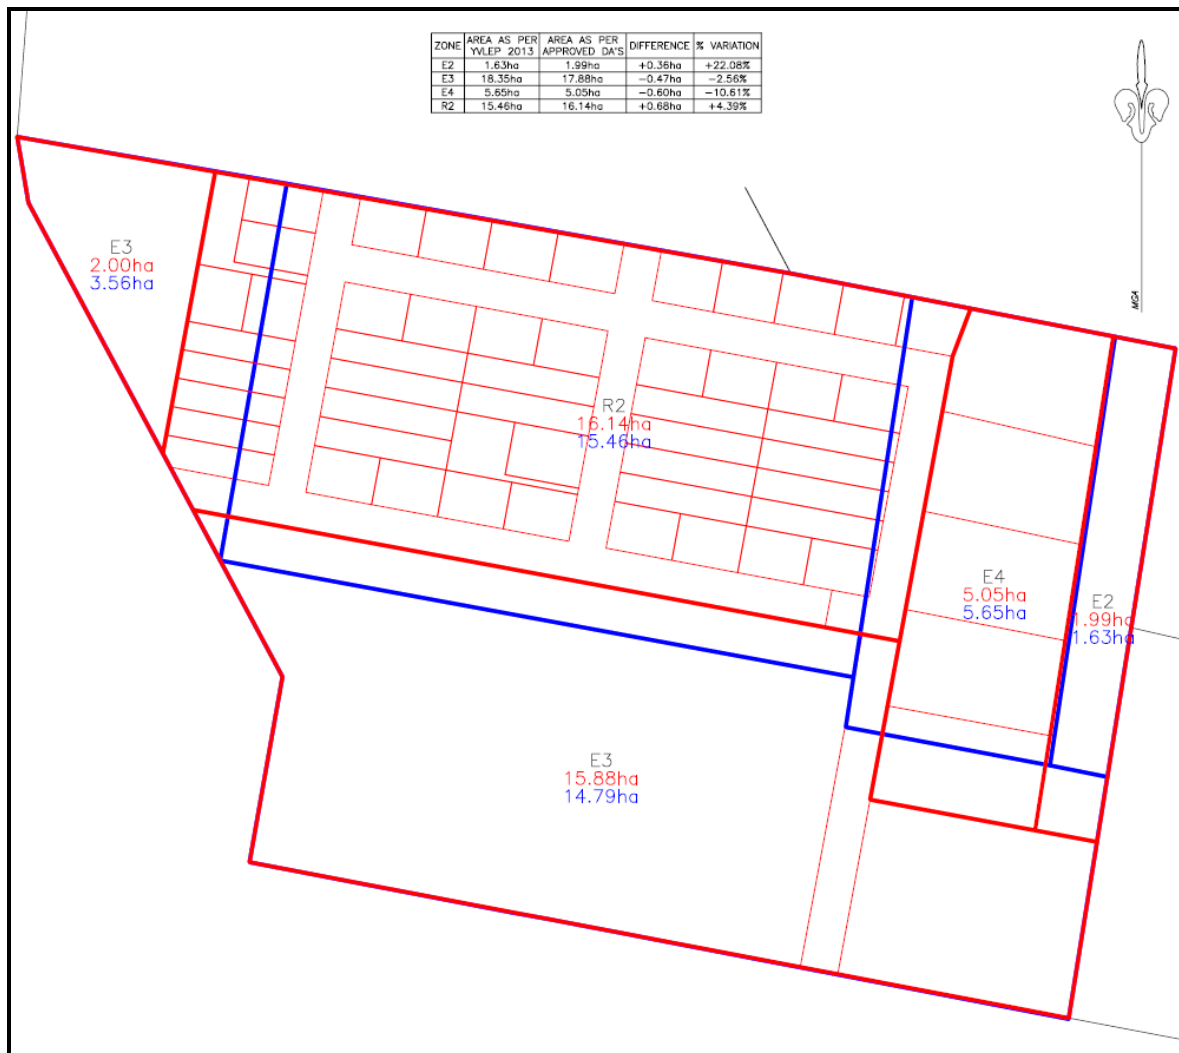 ZONE AREA AS PER YVLEP 2013 AREA AS PER APPROVED DA'S DIFFERENCE % VARIATION
E2 1.63ha 1.99ha +0.36ha +22.08%
E3 18.35ha 17.88ha −0.47ha −2.56%
E4 5.65ha 5.05ha −0.60ha −10.61%
R2 15.46ha 16.14ha +0.68ha +4.39%
MGA
E3
2.00ha
3.56ha
R2
16.14ha
15.46ha
E4
5.05ha
5.65ha
E2
1.99ha
1.63ha
E3
15.88ha
14.79ha